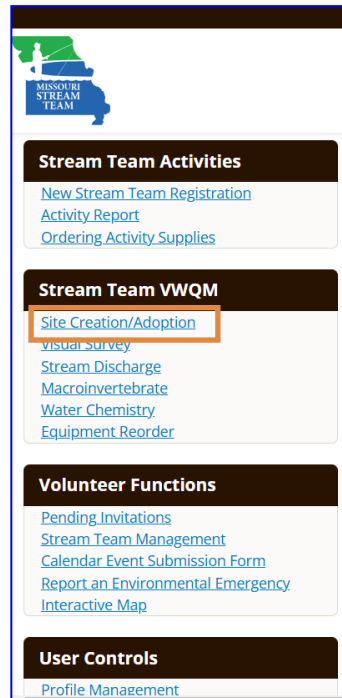 MISSOURI
STREAM
TEAM
Stream Team Activities
New Stream Team Registration
Activity Report
Ordering Activity Supplies
Stream Team VWQM
Site Creation/Adoption
Visual Survey
Stream Discharge
Macroinvertebrate
Water Chemistry
Equipment Reorder
Volunteer Functions
Pending Invitations
Stream Team Management
Calendar Event Submission Form
Report an Environmental Emergency
Interactive Map
User Controls
Profile Management